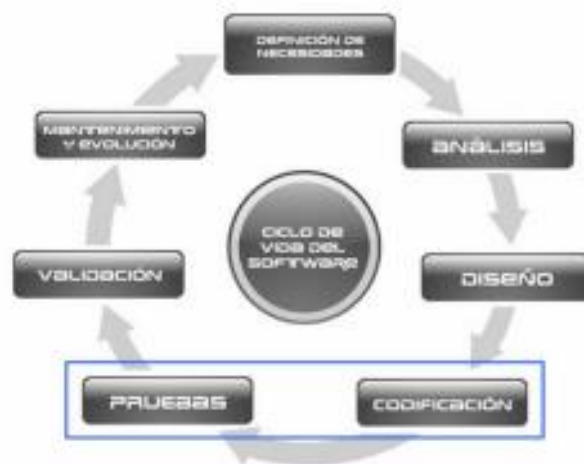 DEFINICIÓN DE
NECESIDADES
ANÁLISIS
DISEÑO
CODIFICACIÓN
PRUEBAS
VALIDACIÓN
MANTENIMIENTO
Y EVOLUCIÓN
CICLO DE
VIDA DEL
SOFTWARE